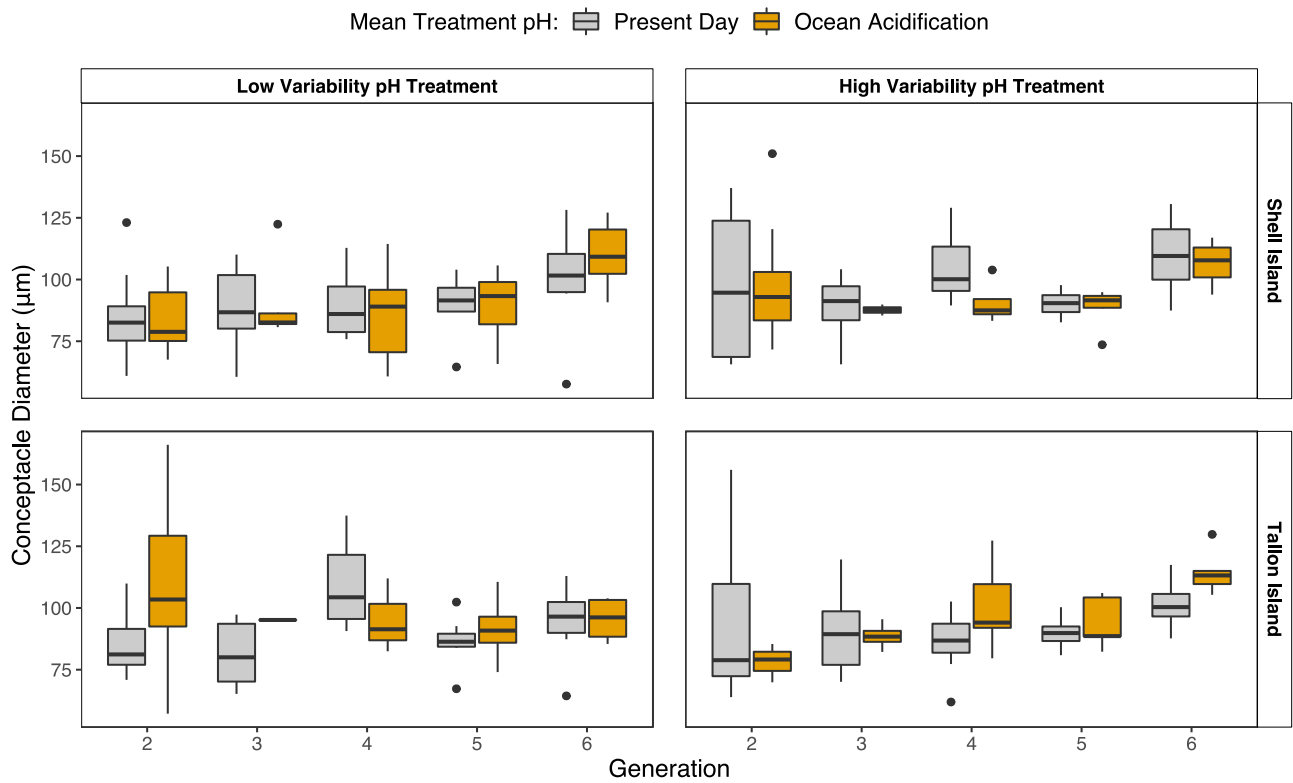 Mean Treatment pH: Present Day Ocean Acidification
Low Variability pH Treatment
High Variability pH Treatment
Conceptacle Diameter (µm)
150
125
100
75
Shell Island
150
125
100
75
Tallon Island
2 3 4 5 6
2 3 4 5 6
Generation